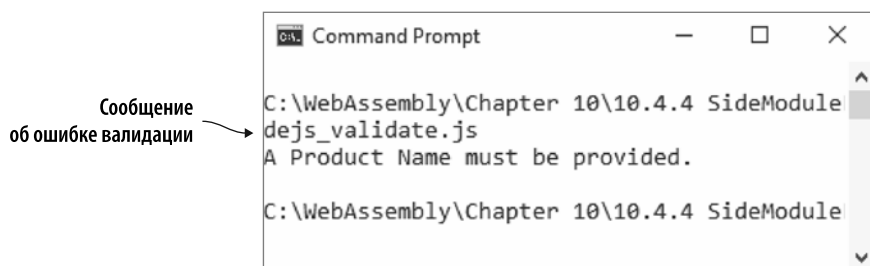 Command Prompt
Сообщение
об ошибке валидации
C:\WebAssembly\Chapter 10\10.4.4 SideModule
dejs_validate.js
A Product Name must be provided.
C:\WebAssembly\Chapter 10\10.4.4 SideModule